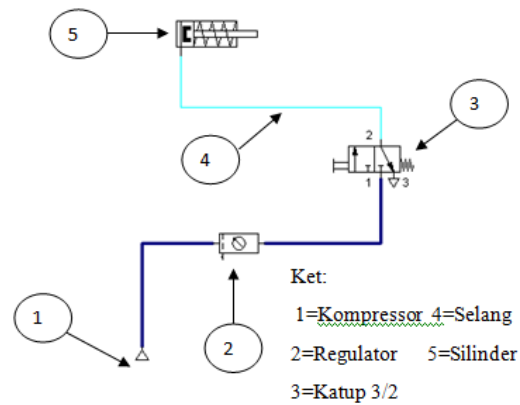 5
3
2
4
1 3
Ket:
1
2
1=Kompressor 4=Selang
2=Regulator 5=Silinder
3=Katup 3/2